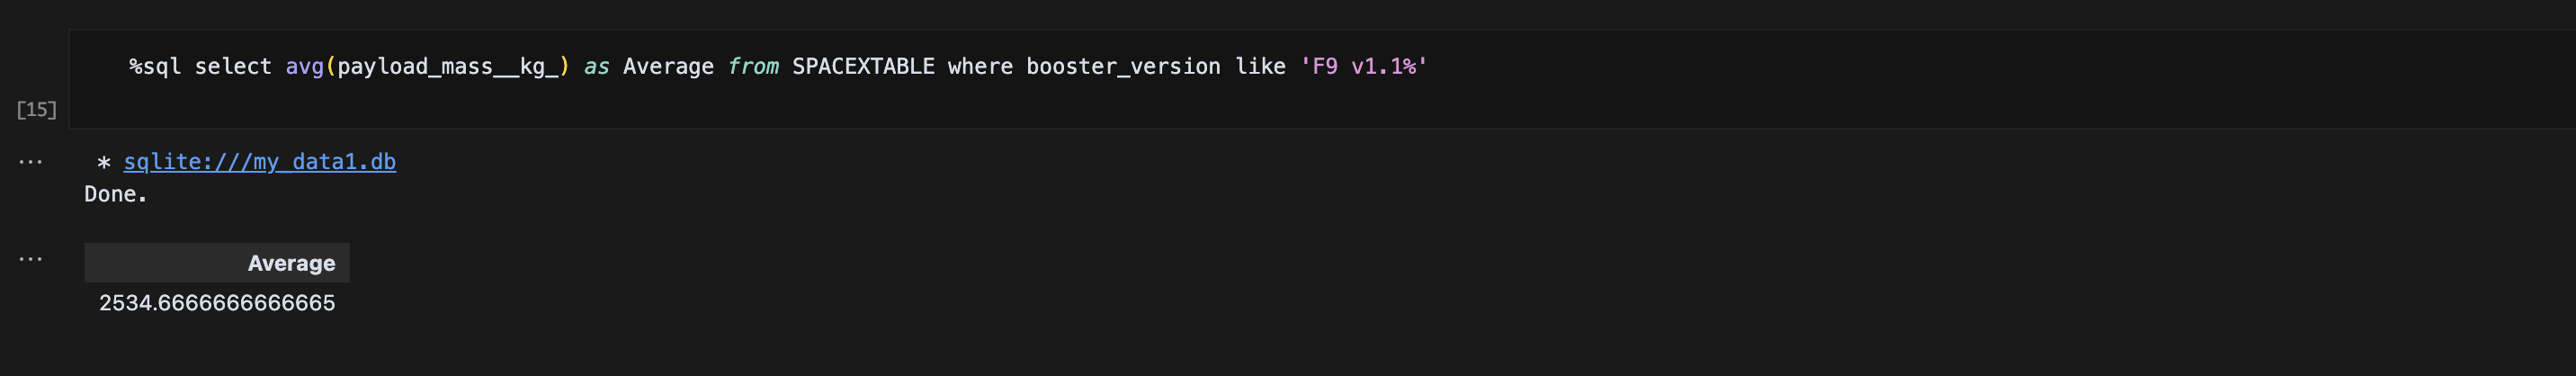 %sql select avg(payload_mass__kg_) as Average from SPACEXTABLE where booster_version like 'F9 v1.1%'
[15]
... * sqlite:///my_data1.db
Done.
... Average
2534.6666666666665